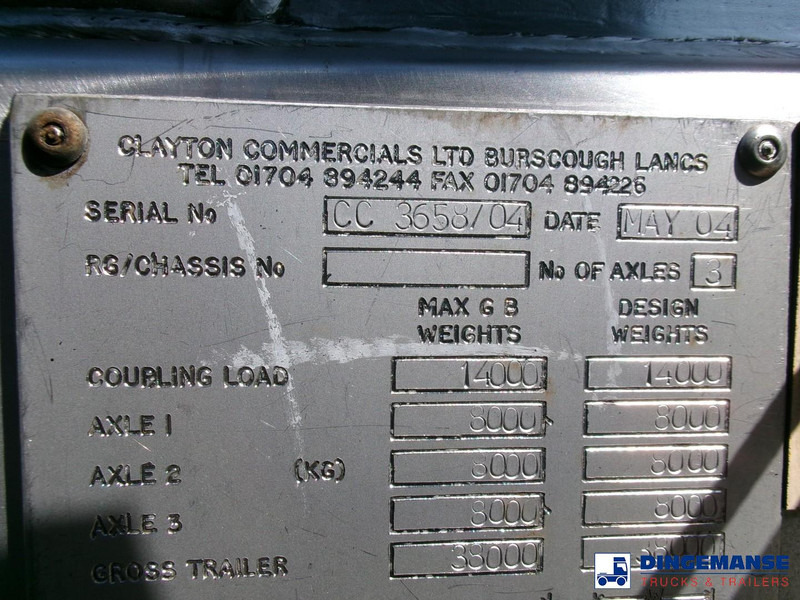 CLAYTON COMMERCIALS LTD BURSCOUGH LANCS
TEL 01704 894244 FAX 01704 894226
SERIAL No CC 3658/04 DATE MAY 04
RG/CHASSIS No No OF AXLES 3
MAX G B DESIGN
WEIGHTS WEIGHTS
COUPLING LOAD 14000 14000
AXLE 1 8000 8000
AXLE 2 (KG) 8000 8000
AXLE 3 8000 8000
GROSS TRAILER 38000 38000
DINGEMANSE
TRUCKS & TRAILERS